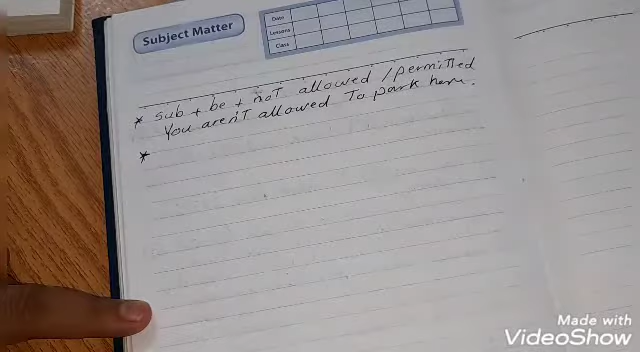 Subject Matter
Date
Lessons
Class
* Sub + be + not allowed / permitted
You aren't allowed To park here.
*
Made with
VideoShow